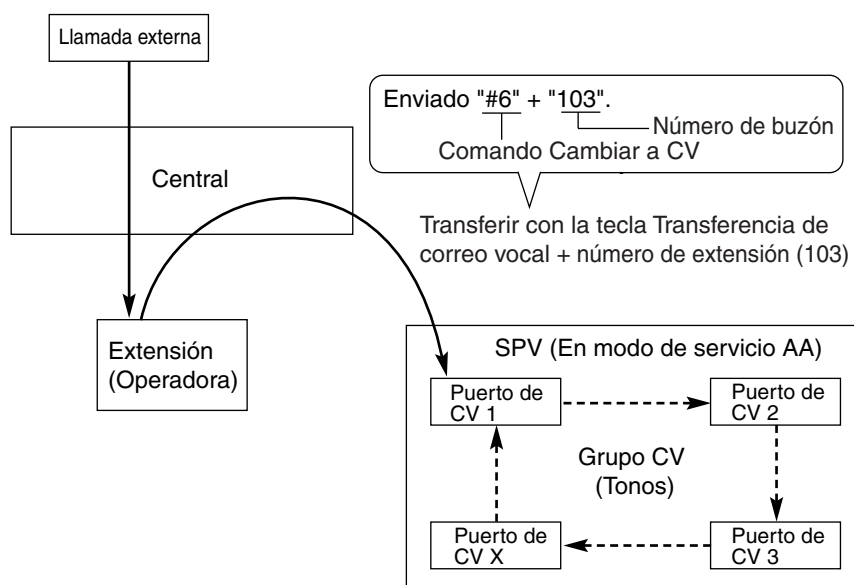 Llamada externa
Enviado "#6" + "103".
Número de buzón
Comando Cambiar a CV
Central
Transferir con la tecla Transferencia de
correo vocal + número de extensión (103)
Extensión
(Operadora)
SPV (En modo de servicio AA)
Puerto de
CV 1
Puerto de
CV 2
Grupo CV
(Tonos)
Puerto de
CV X
Puerto de
CV 3